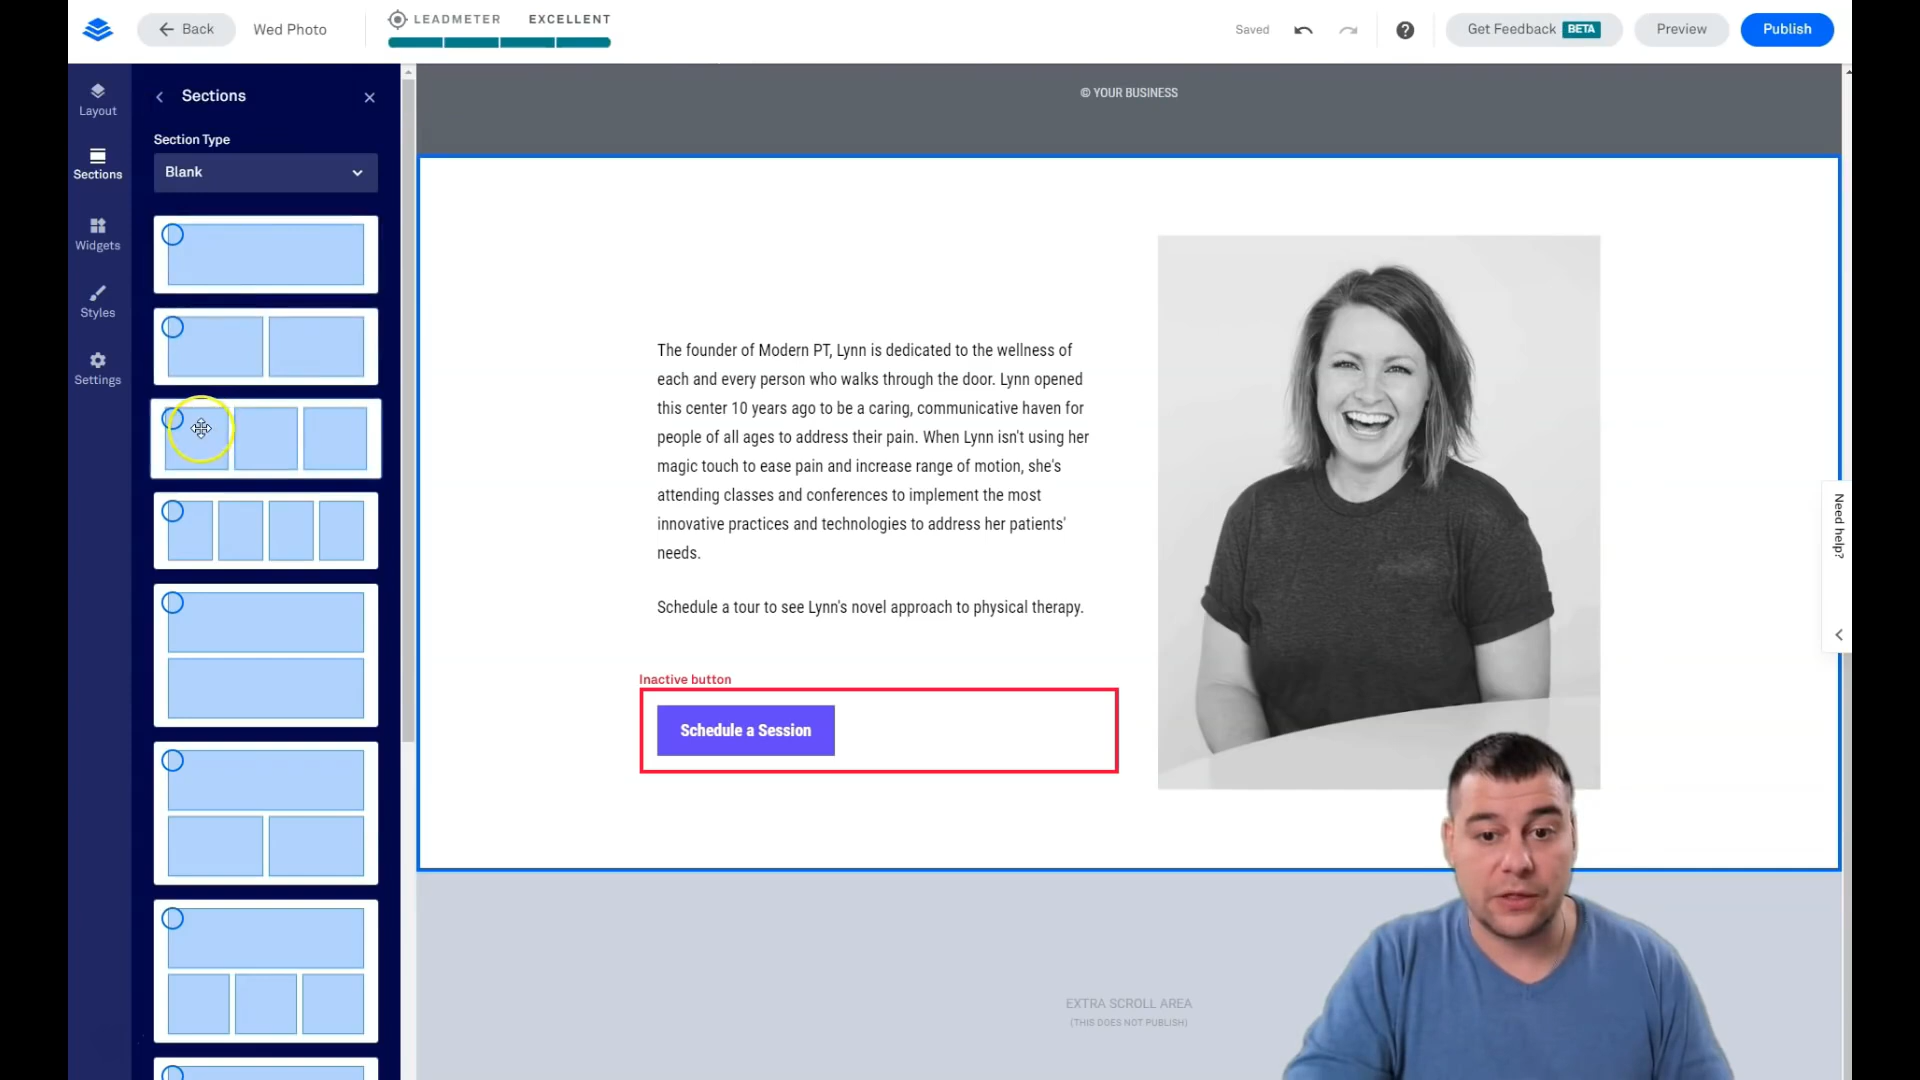 Back
Wed Photo
LEADMETER
EXCELLENT
Saved
Get Feedback BETA
Preview
Publish
Layout
Sections
Widgets
Styles
Settings
Sections
Section Type
Blank
© YOUR BUSINESS
The founder of Modern PT, Lynn is dedicated to the wellness of
each and every person who walks through the door. Lynn opened
this center 10 years ago to be a caring, communicative haven for
people of all ages to address their pain. When Lynn isn't using her
magic touch to ease pain and increase range of motion, she's
attending classes and conferences to implement the most
innovative practices and technologies to address her patients'
needs.
Schedule a tour to see Lynn's novel approach to physical therapy.
Inactive button
Schedule a Session
Need help?
EXTRA SCROLL AREA
(THIS DOES NOT PUBLISH)